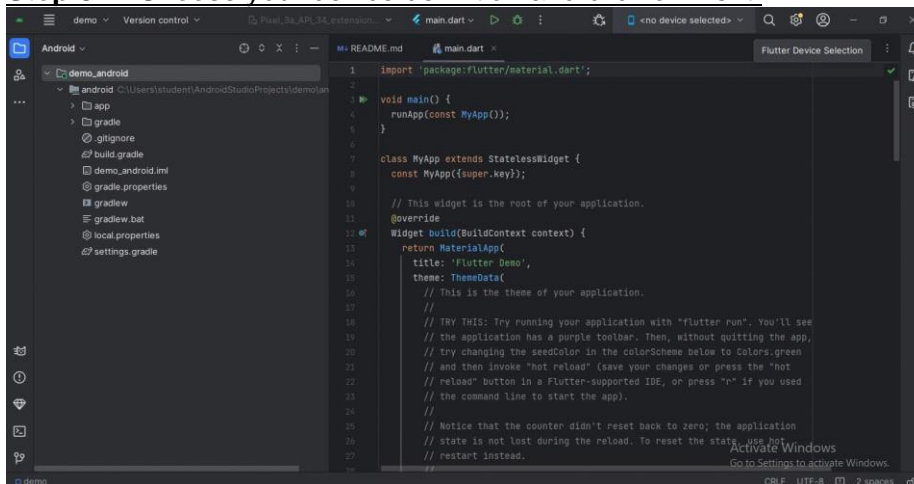 demo Version control Pixel_3a_API_34_extension... main.dart <no device selected>
Android README.md main.dart Flutter Device Selection
demo_android
android C:\Users\student\AndroidStudioProjects\demo\an
app
gradle
.gitignore
build.gradle
demo_android.iml
gradle.properties
gradlew
gradlew.bat
local.properties
settings.gradle
1 import 'package:flutter/material.dart';
2
3 void main() {
4 runApp(const MyApp());
5 }
6
7 class MyApp extends StatelessWidget {
8 const MyApp({super.key});
9
10 // This widget is the root of your application.
11 @override
12 Widget build(BuildContext context) {
13 return MaterialApp(
14 title: 'Flutter Demo',
15 theme: ThemeData(
16 // This is the theme of your application.
17 //
18 // TRY THIS: Try running your application with "flutter run". You'll see
19 // the application has a purple toolbar. Then, without quitting the app,
20 // try changing the seedColor in the colorScheme below to Colors.green
21 // and then invoke "hot reload" (save your changes or press the "hot
22 // reload" button in a Flutter-supported IDE, or press "r" if you used
23 // the command line to start the app).
24 //
25 // Notice that the counter didn't reset back to zero; the application
26 // state is not lost during the reload. To reset the state, use hot
27 // restart instead.
28 //
Activate Windows
Go to Settings to activate Windows.
demo CRLF UTF-8 2 spaces